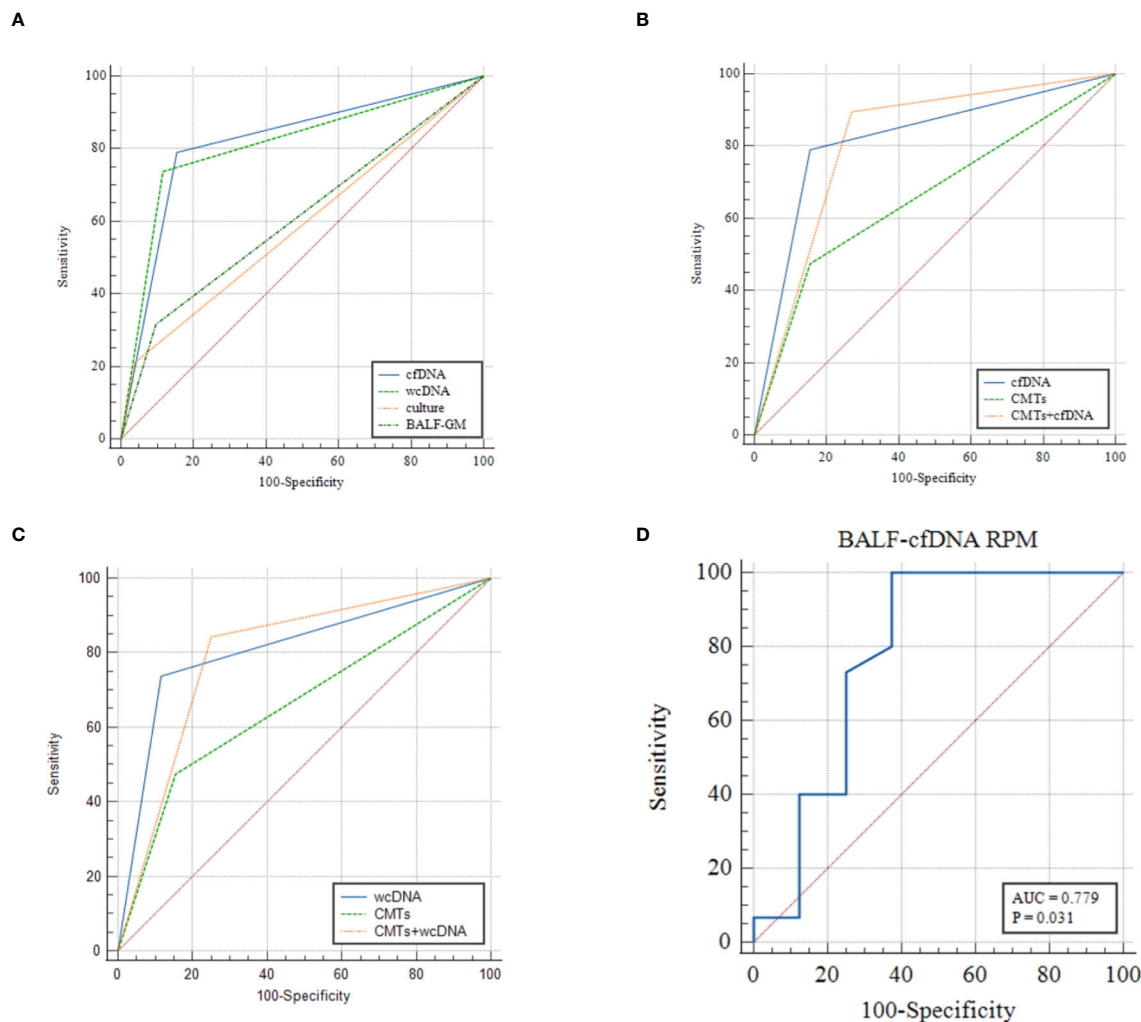 A
B
100
80
60
40
20
0
Sensitivity
0 20 40 60 80 100
100-Specificity
cfDNA
wcDNA
culture
BALF-GM
100
80
60
40
20
0
Sensitivity
0 20 40 60 80 100
100-Specificity
cfDNA
CMTs
CMTs+cfDNA
C
D
100
80
60
40
20
0
Sensitivity
0 20 40 60 80 100
100-Specificity
wcDNA
CMTs
CMTs+wcDNA
BALF-cfDNA RPM
100
80
60
40
20
0
Sensitivity
0 20 40 60 80 100
100-Specificity
AUC = 0.779
P = 0.031